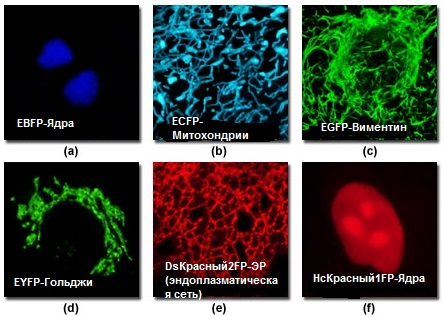 EBFP-Ядра
(a)
ECFP-
Митохондрии
(b)
EGFP-Виментин
(c)
EYFP-Гольджи
(d)
DsКрасный2FP-ЭР
(эндоплазматическа
я сеть)
(e)
HcКрасный1FP-Ядра
(f)